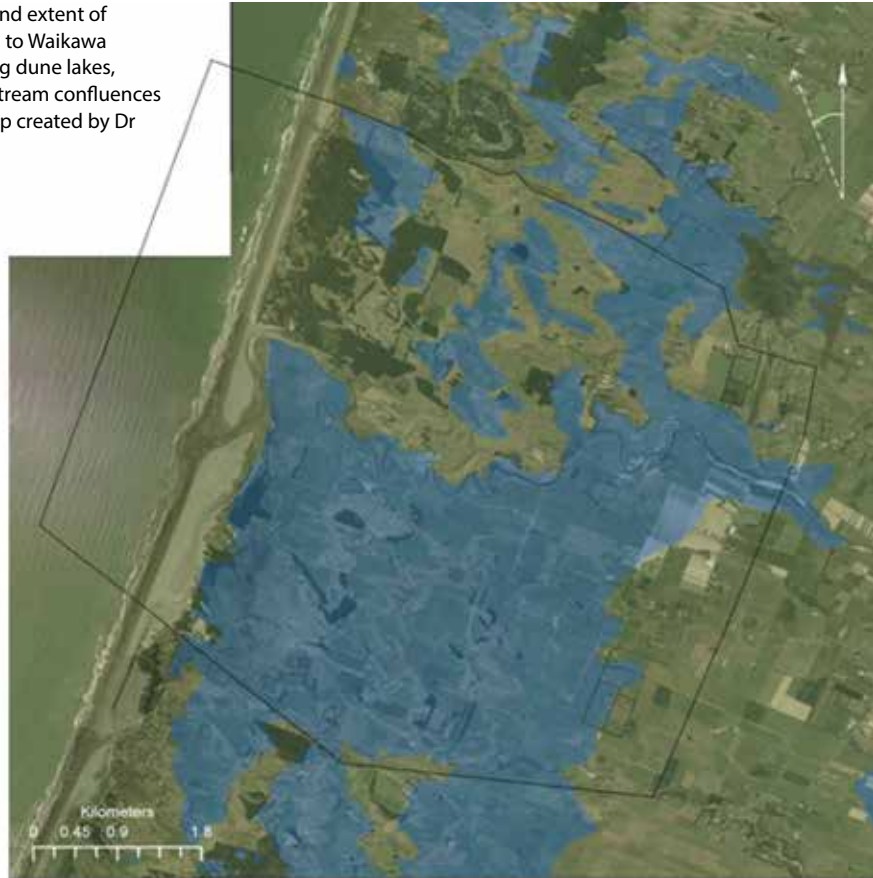 nd extent of
to Waikawa
g dune lakes,
tream confluences
p created by Dr
Kilometers
0 0.45 0.9 1.8